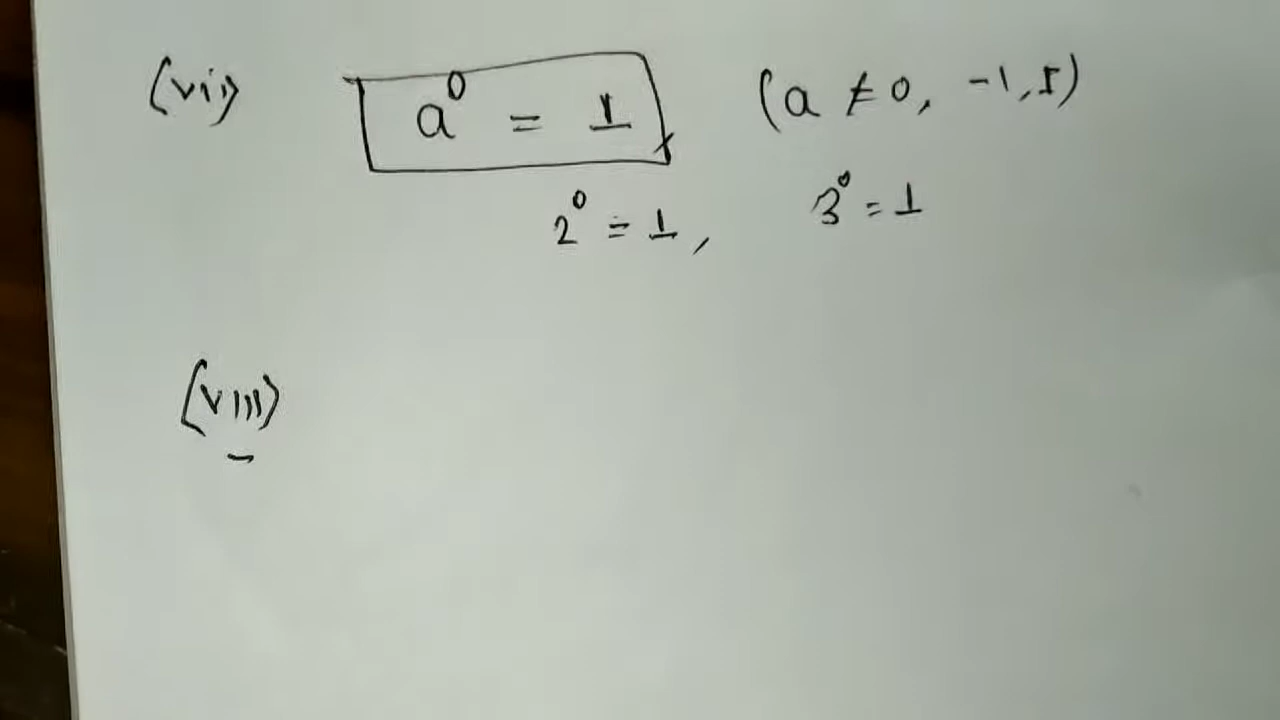 (vii) a⁰ = 1 (a ≠ 0, -1, 1)
2⁰ = 1, 3⁰ = 1
(viii)